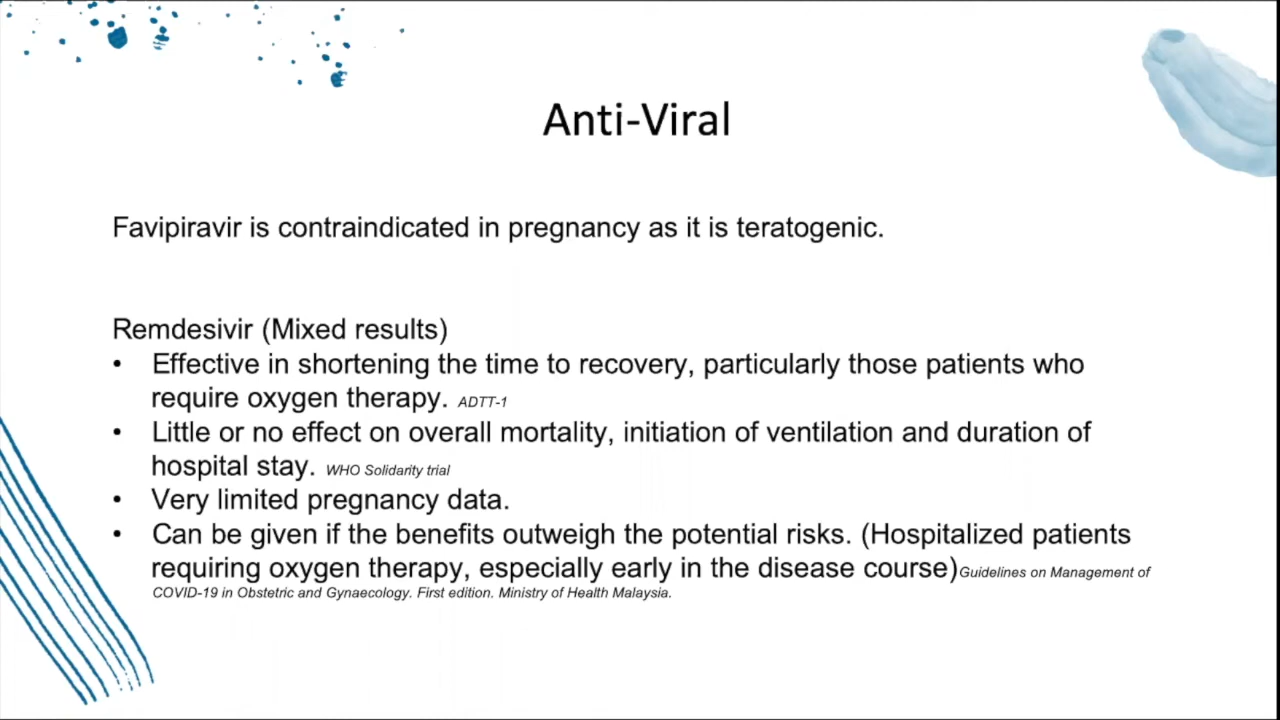 Anti-Viral
Favipiravir is contraindicated in pregnancy as it is teratogenic.
Remdesivir (Mixed results)
• Effective in shortening the time to recovery, particularly those patients who
require oxygen therapy. ADTT-1
• Little or no effect on overall mortality, initiation of ventilation and duration of
hospital stay. WHO Solidarity trial
• Very limited pregnancy data.
• Can be given if the benefits outweigh the potential risks. (Hospitalized patients
requiring oxygen therapy, especially early in the disease course)Guidelines on Management of
COVID-19 in Obstetric and Gynaecology. First edition. Ministry of Health Malaysia.